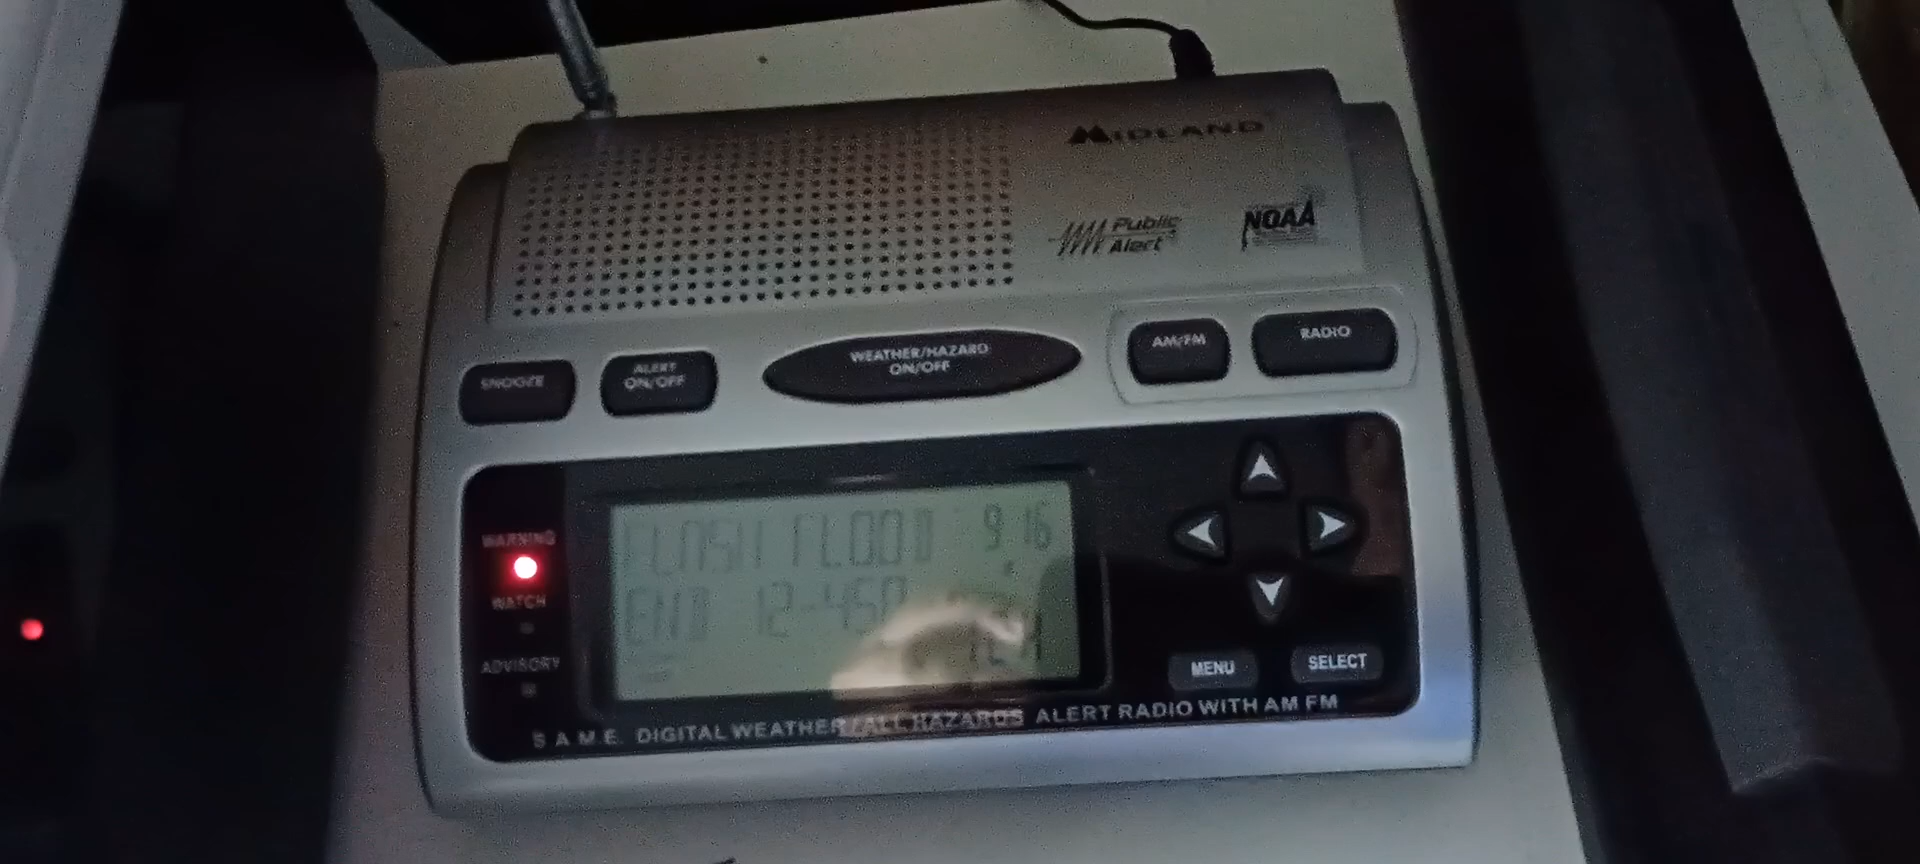 MIDLAND
Public Alert
NOAA
SNOOZE
ALERT ON/OFF
WEATHER/HAZARD ON/OFF
AM/FM
RADIO
WARNING
WATCH
ADVISORY
FLASH FLOOD 9 16
END 12-45
MENU
SELECT
S.A.M.E. DIGITAL WEATHER/ALL HAZARDS ALERT RADIO WITH AM FM